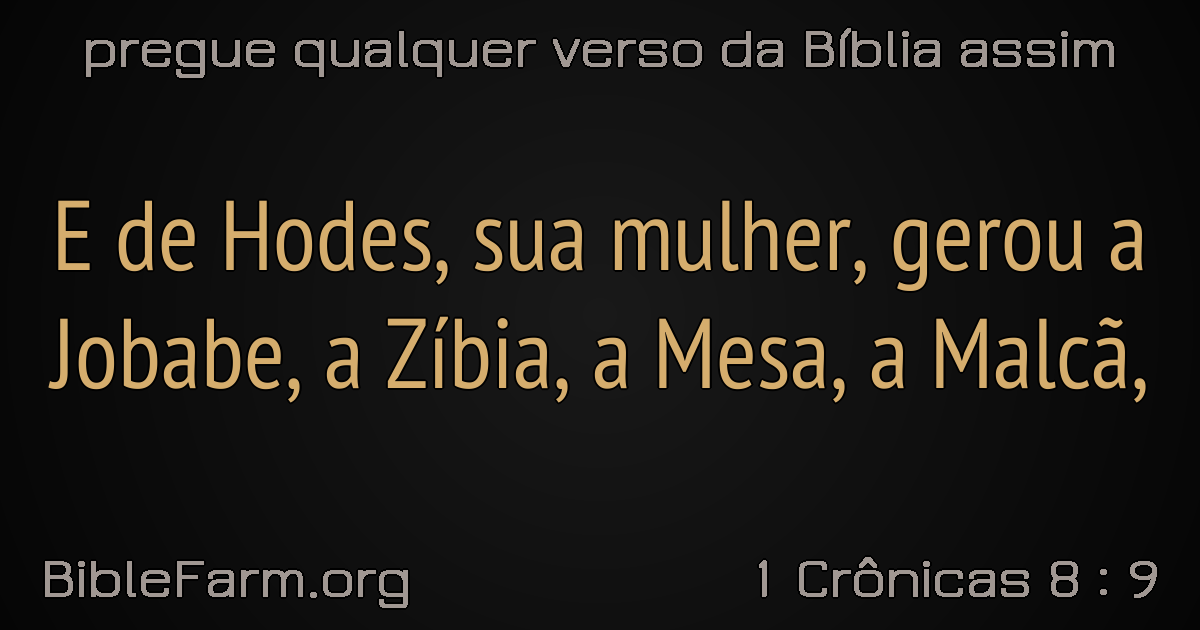 pregue qualquer verso da Bíblia assim
E de Hodes, sua mulher, gerou a
Jobabe, a Zíbia, a Mesa, a Malcã,
BibleFarm.org
1 Crônicas 8 : 9